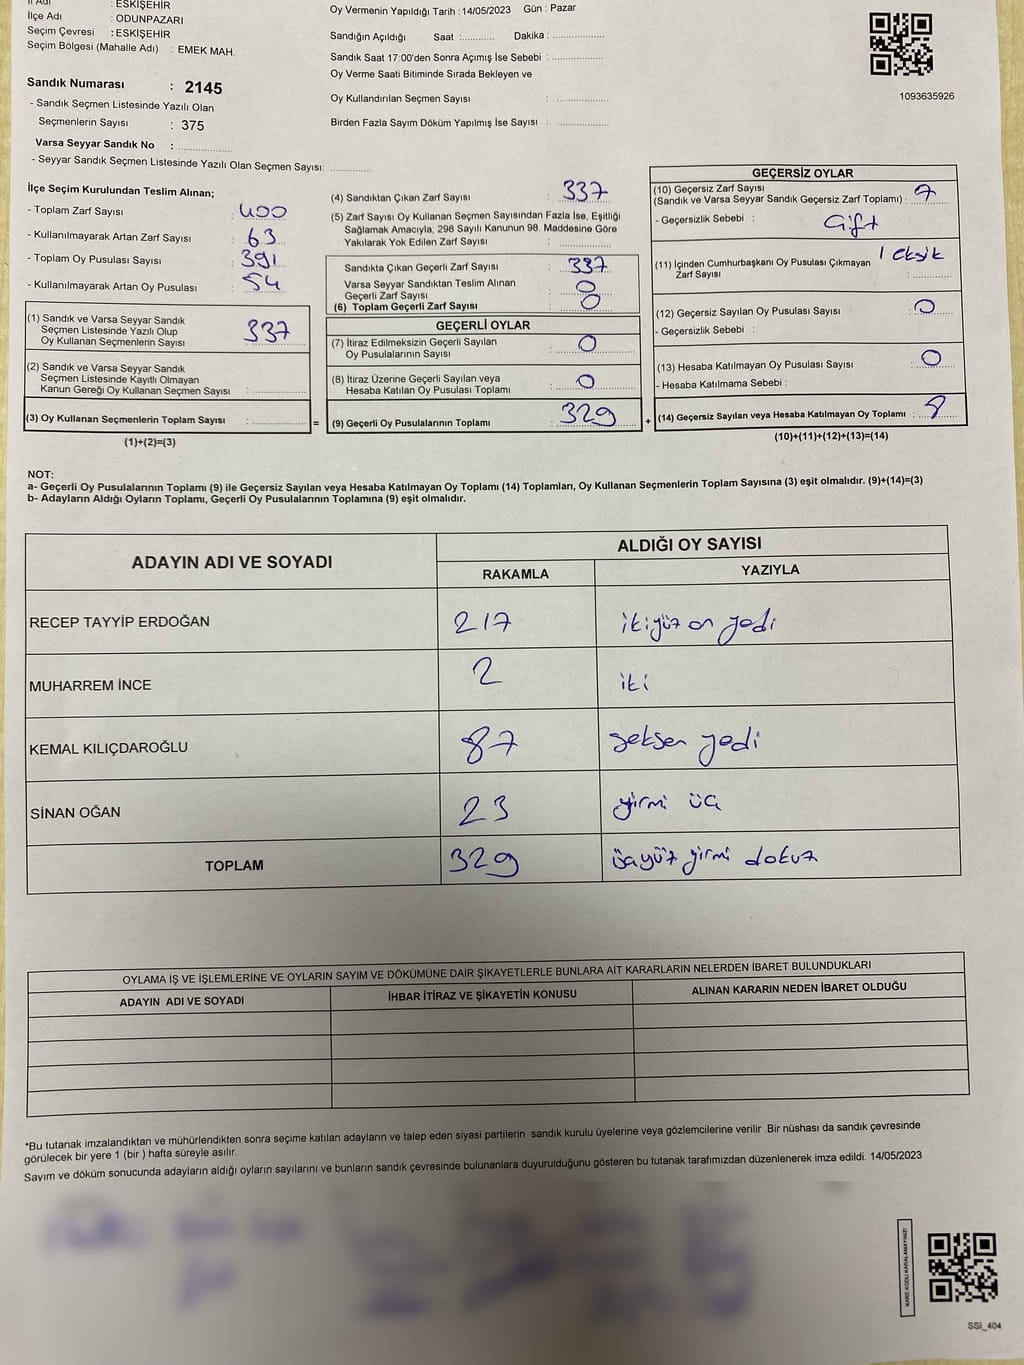 İl Adı : ESKİŞEHİR
İlçe Adı : ODUNPAZARI
Seçim Çevresi : ESKİŞEHİR
Seçim Bölgesi (Mahalle Adı) : EMEK MAH.
Sandık Numarası : 2145
- Sandık Seçmen Listesinde Yazılı Olan
Seçmenlerin Sayısı : 375
Varsa Seyyar Sandık No :
- Seyyar Sandık Seçmen Listesinde Yazılı Olan Seçmen Sayısı:
Oy Vermenin Yapıldığı Tarih : 14/05/2023 Gün : Pazar
Sandığın Açıldığı Saat : Dakika :
Sandık Saat 17:00'den Sonra Açımış İse Sebebi :
Oy Verme Saati Bitiminde Sırada Bekleyen ve
Oy Kullandırılan Seçmen Sayısı :
Birden Fazla Sayım Döküm Yapılmış İse Sayısı :
1093635926
İlçe Seçim Kurulundan Teslim Alınan;
- Toplam Zarf Sayısı : 400
- Kullanılmayarak Artan Zarf Sayısı : 63
- Toplam Oy Pusulası Sayısı : 391
- Kullanılmayarak Artan Oy Pusulası : 54
(1) Sandık ve Varsa Seyyar Sandık
Seçmen Listesinde Yazılı Olup
Oy Kullanan Seçmenlerin Sayısı 337
(2) Sandık ve Varsa Seyyar Sandık
Seçmen Listesinde Kayıtlı Olmayan
Kanun Gereği Oy Kullanan Seçmen Sayısı :
(3) Oy Kullanan Seçmenlerin Toplam Sayısı : =
(1)+(2)=(3)
(4) Sandıktan Çıkan Zarf Sayısı : 337
(5) Zarf Sayısı Oy Kullanan Seçmen Sayısından Fazla İse, Eşitliği
Sağlamak Amacıyla; 298 Sayılı Kanunun 98. Maddesine Göre
Yakılarak Yok Edilen Zarf Sayısı :
Sandıkta Çıkan Geçerli Zarf Sayısı : 337
Varsa Seyyar Sandıktan Teslim Alınan
Geçerli Zarf Sayısı : 0
(6) Toplam Geçerli Zarf Sayısı : 0
GEÇERLİ OYLAR
(7) İtiraz Edilmeksizin Geçerli Sayılan
Oy Pusulalarının Sayısı : 0
(8) İtiraz Üzerine Geçerli Sayılan veya
Hesaba Katılan Oy Pusulası Toplamı : 0
(9) Geçerli Oy Pusulalarının Toplamı : 329 +
GEÇERSİZ OYLAR
(10) Geçersiz Zarf Sayısı
(Sandık ve Varsa Seyyar Sandık Geçersiz Zarf Toplamı) : 7
- Geçersizlik Sebebi : Çift
1 eksik
(11) İçinden Cumhurbaşkanı Oy Pusulası Çıkmayan
Zarf Sayısı :
(12) Geçersiz Sayılan Oy Pusulası Sayısı : 0
- Geçersizlik Sebebi :
(13) Hesaba Katılmayan Oy Pusulası Sayısı : 0
- Hesaba Katılmama Sebebi :
(14) Geçersiz Sayılan veya Hesaba Katılmayan Oy Toplamı : 8
(10)+(11)+(12)+(13)=(14)
NOT:
a- Geçerli Oy Pusulalarının Toplamı (9) ile Geçersiz Sayılan veya Hesaba Katılmayan Oy Toplamı (14) Toplamları, Oy Kullanan Seçmenlerin Toplam Sayısına (3) eşit olmalıdır. (9)+(14)=(3)
b- Adayların Aldığı Oyların Toplamı, Geçerli Oy Pusulalarının Toplamına (9) eşit olmalıdır.
ADAYIN ADI VE SOYADI ALDIĞI OY SAYISI
RAKAMLA YAZIYLA
RECEP TAYYİP ERDOĞAN 217 ikiyüz on yedi
MUHARREM İNCE 2 iki
KEMAL KILIÇDAROĞLU 87 seksen yedi
SİNAN OĞAN 23 yirmi üç
TOPLAM 329 üçyüz yirmi dokuz
OYLAMA İŞ VE İŞLEMLERİNE VE OYLARIN SAYIM VE DÖKÜMÜNE DAİR ŞİKAYETLERLE BUNLARA AİT KARARLARIN NELERDEN İBARET BULUNDUKLARI
ADAYIN ADI VE SOYADI İHBAR İTİRAZ VE ŞİKAYETİN KONUSU ALINAN KARARIN NEDEN İBARET OLDUĞU
*Bu tutanak imzalandıktan ve mühürlendikten sonra seçime katılan adayların ve talep eden siyasi partilerin sandık kurulu üyelerine veya gözlemcilerine verilir .Bir nüshası da sandık çevresinde
görülecek bir yere 1 (bir ) hafta süreyle asılır.
Sayım ve döküm sonucunda adayların aldığı oyların sayılarını ve bunların sandık çevresinde bulunanlara duyurulduğunu gösteren bu tutanak tarafımızdan düzenlenerek imza edildi. 14/05/2023
KARE KODU KARALAMAYINIZ!
SSİ_404